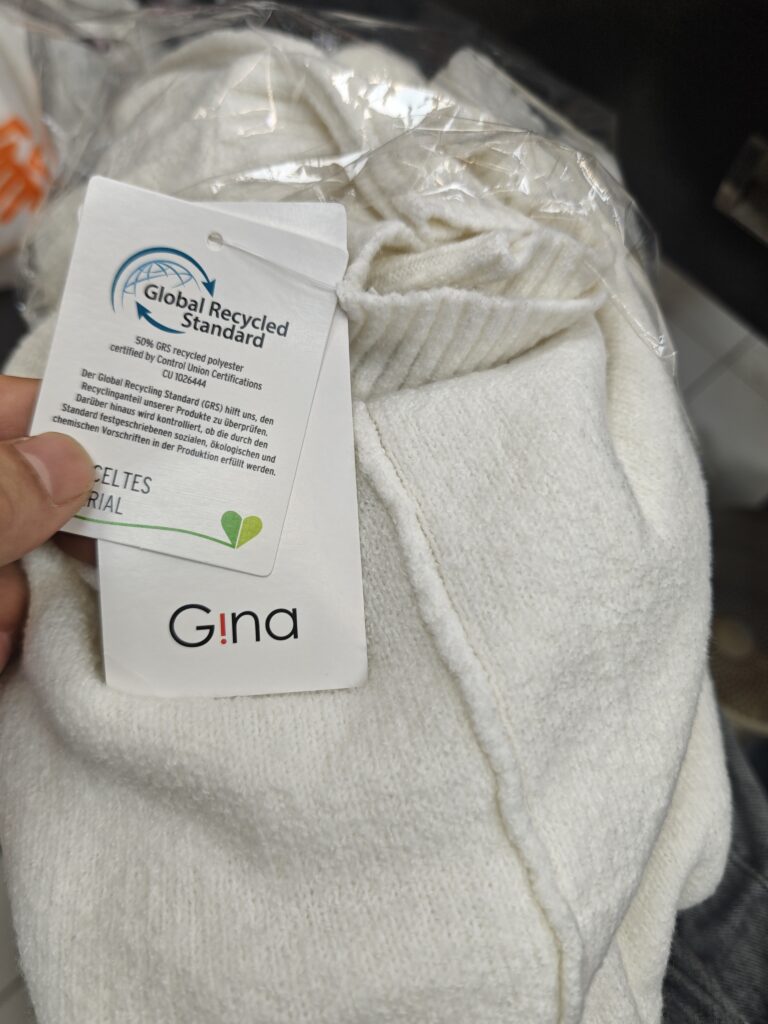 Global Recycled
Standard
50% GRS recycled polyester
certified by Control Union Certifications
CU 1026444
Der Global Recycling Standard (GRS) hilft uns, den
Recyclinganteil unserer Produkte zu überprüfen.
Darüber hinaus wird kontrolliert, ob die durch den
Standard festgeschriebenen sozialen, ökologischen und
chemischen Vorschriften in der Produktion erfüllt werden.
CELTES
RIAL
G!na